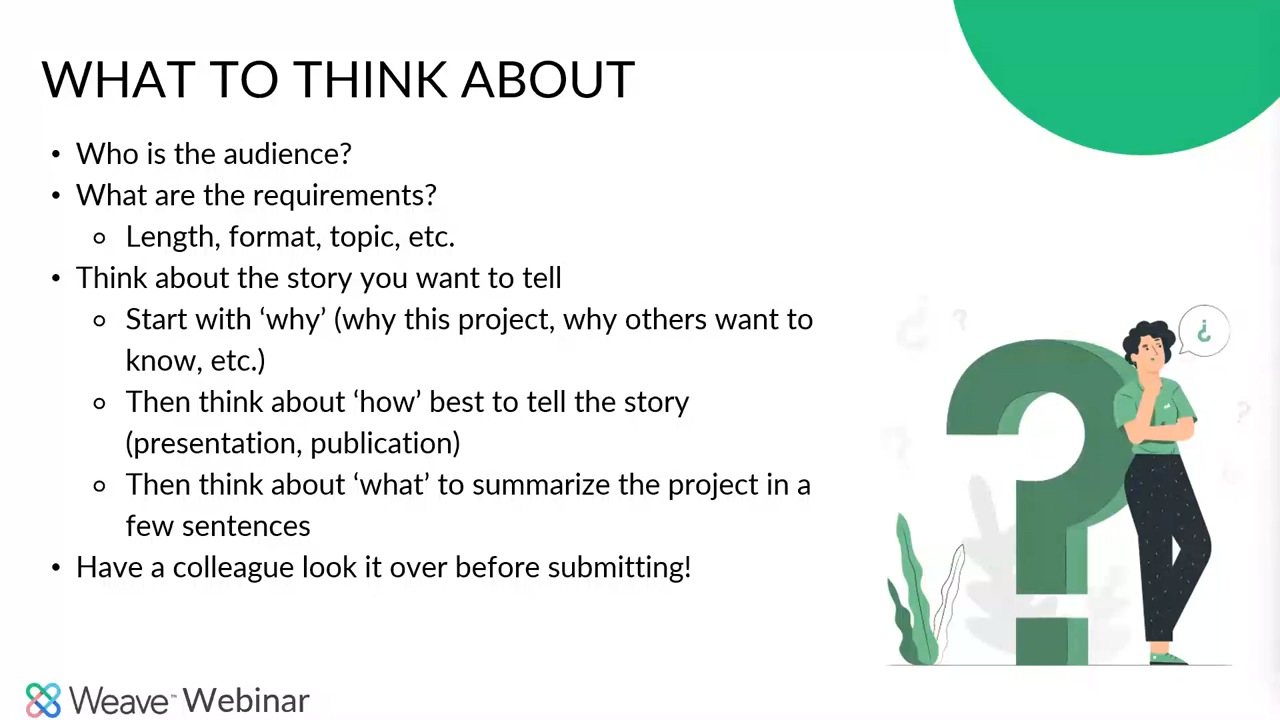 WHAT TO THINK ABOUT
• Who is the audience?
• What are the requirements?
○ Length, format, topic, etc.
• Think about the story you want to tell
○ Start with ‘why’ (why this project, why others want to
know, etc.)
○ Then think about ‘how’ best to tell the story
(presentation, publication)
○ Then think about ‘what’ to summarize the project in a
few sentences
• Have a colleague look it over before submitting!
¿
Weave™ Webinar